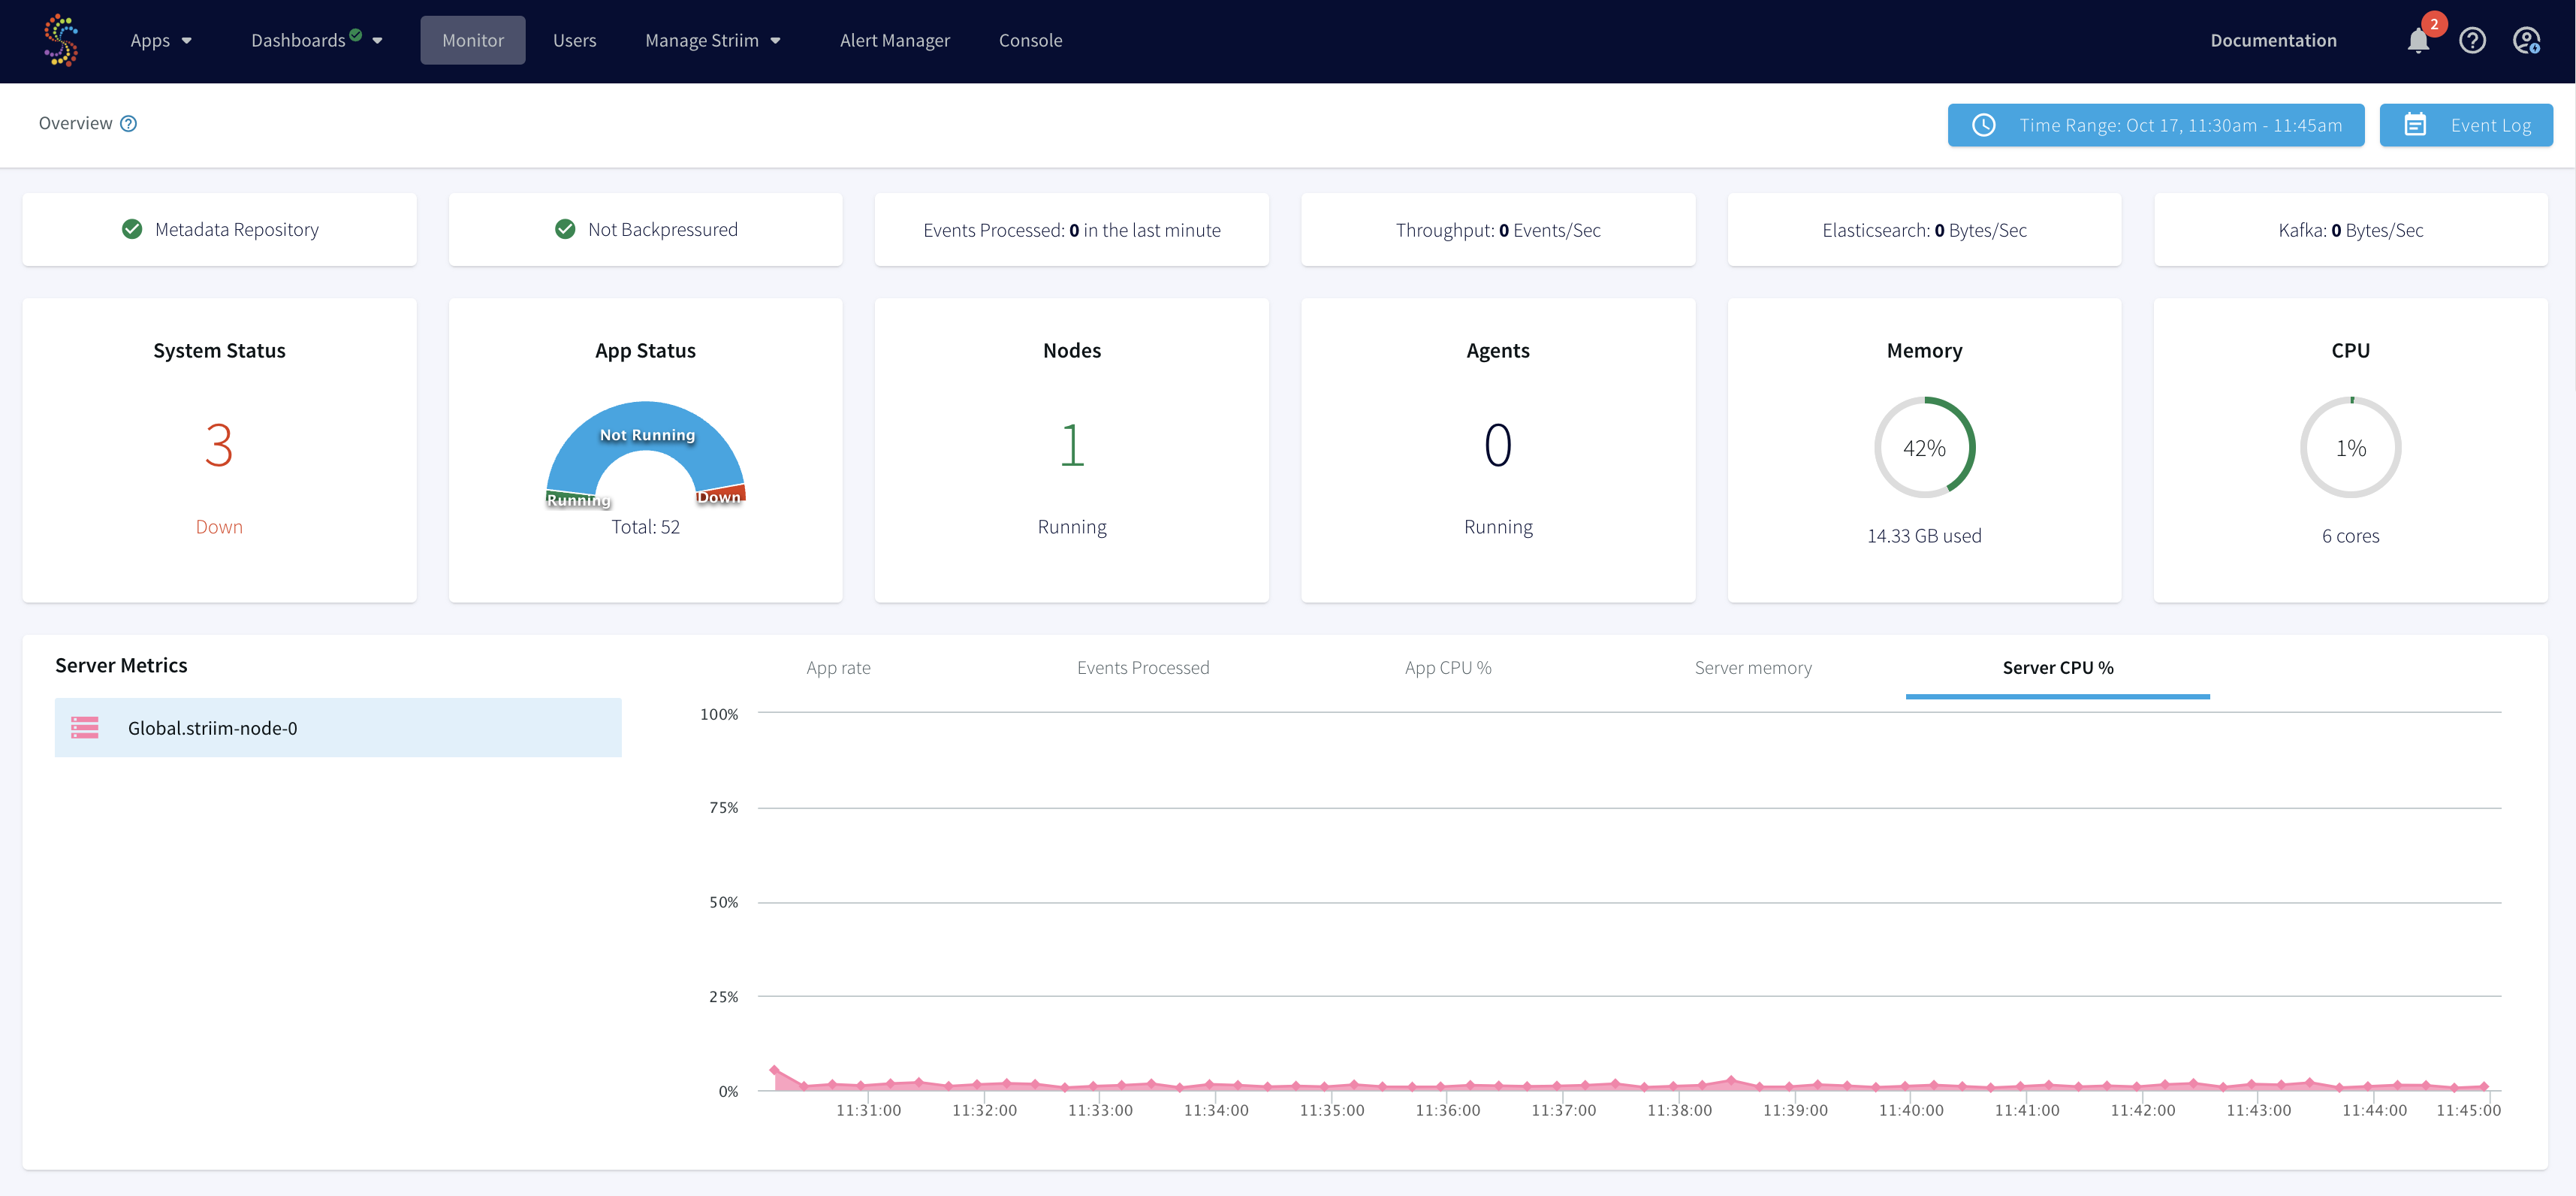 Apps
Dashboards
Monitor
Users
Manage Striim
Alert Manager
Console
Documentation
2
Overview
Time Range: Oct 17, 11:30am - 11:45am
Event Log
Metadata Repository
Not Backpressured
Events Processed: 0 in the last minute
Throughput: 0 Events/Sec
Elasticsearch: 0 Bytes/Sec
Kafka: 0 Bytes/Sec
System Status
3
Down
App Status
Not Running
Running
Down
Total: 52
Nodes
1
Running
Agents
0
Running
Memory
42%
14.33 GB used
CPU
1%
6 cores
Server Metrics
Global.striim-node-0
App rate
Events Processed
App CPU %
Server memory
Server CPU %
100%
75%
50%
25%
0%
11:31:00
11:32:00
11:33:00
11:34:00
11:35:00
11:36:00
11:37:00
11:38:00
11:39:00
11:40:00
11:41:00
11:42:00
11:43:00
11:44:00
11:45:00